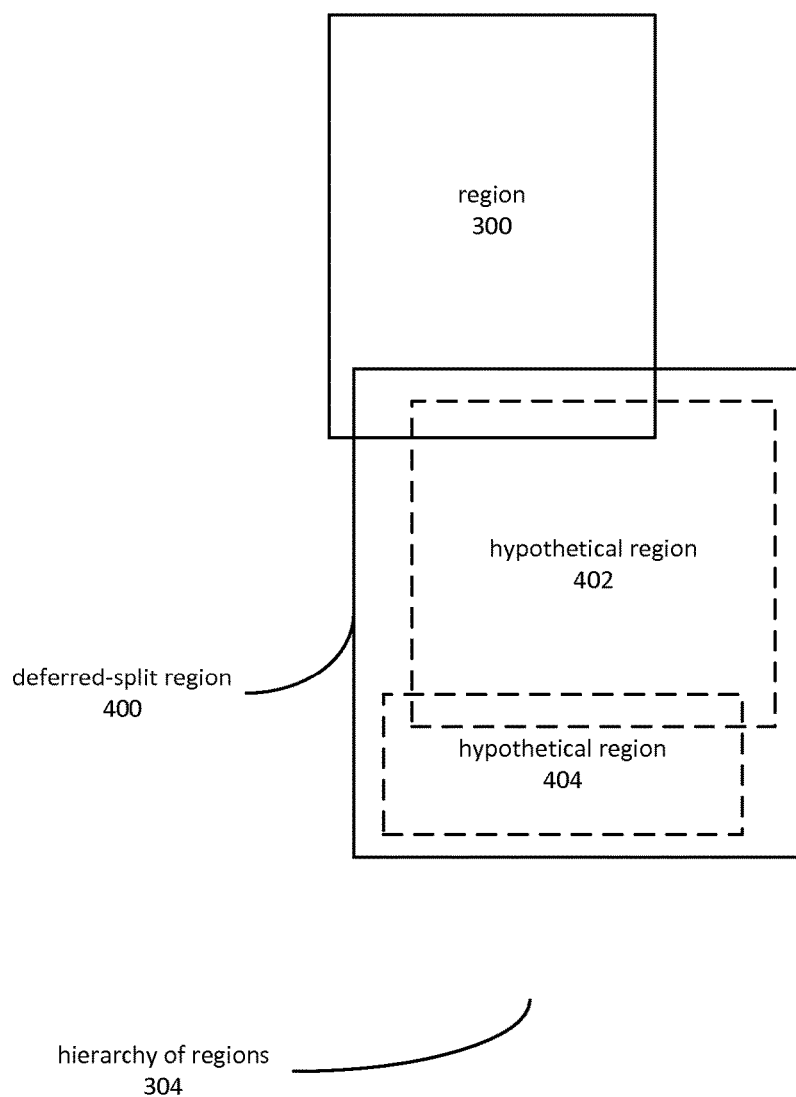 region
300
hypothetical region
402
deferred-split region
400
hypothetical region
404
hierarchy of regions
304